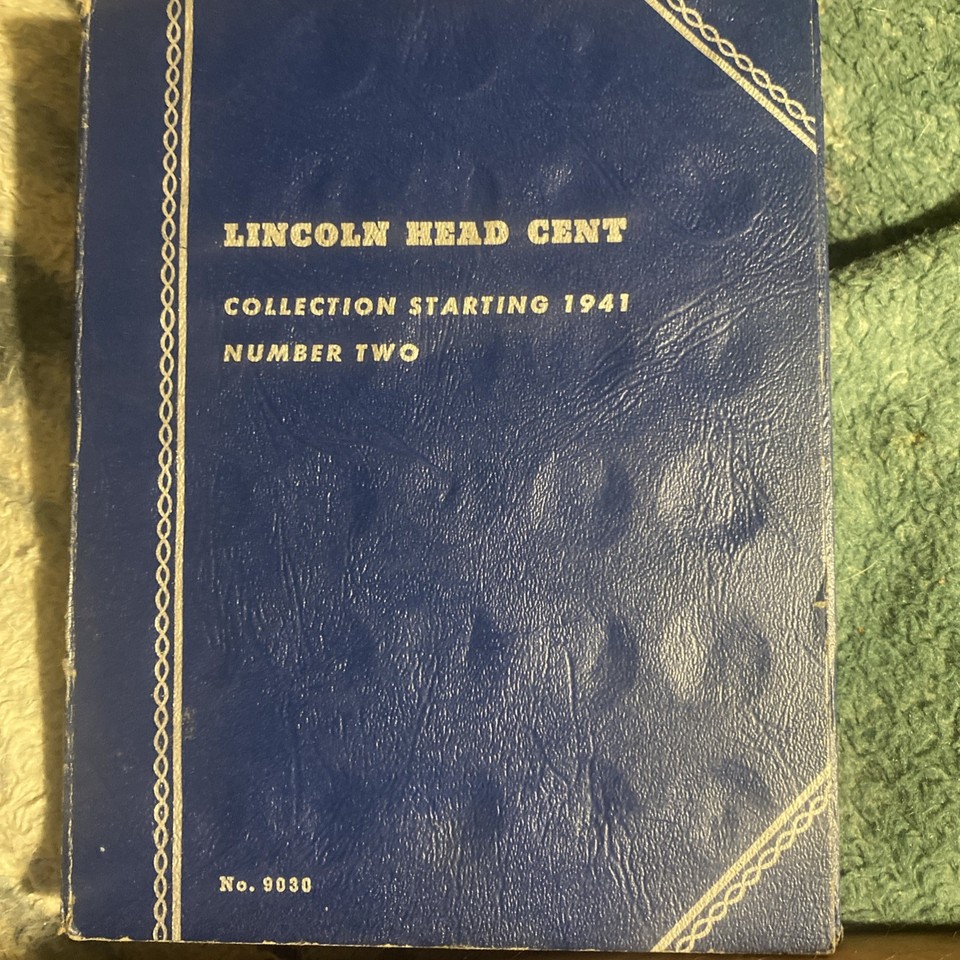 LINCOLN HEAD CENT
COLLECTION STARTING 1941
NUMBER TWO
No. 9030